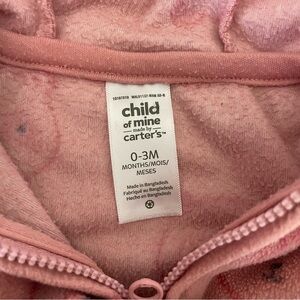 child
of mine
made by
carter's™
0-3M
MONTHS/MOIS/
MESES
Made in Bangladesh
Fabriqué au Bangladesh
Hecho en Bangladesh